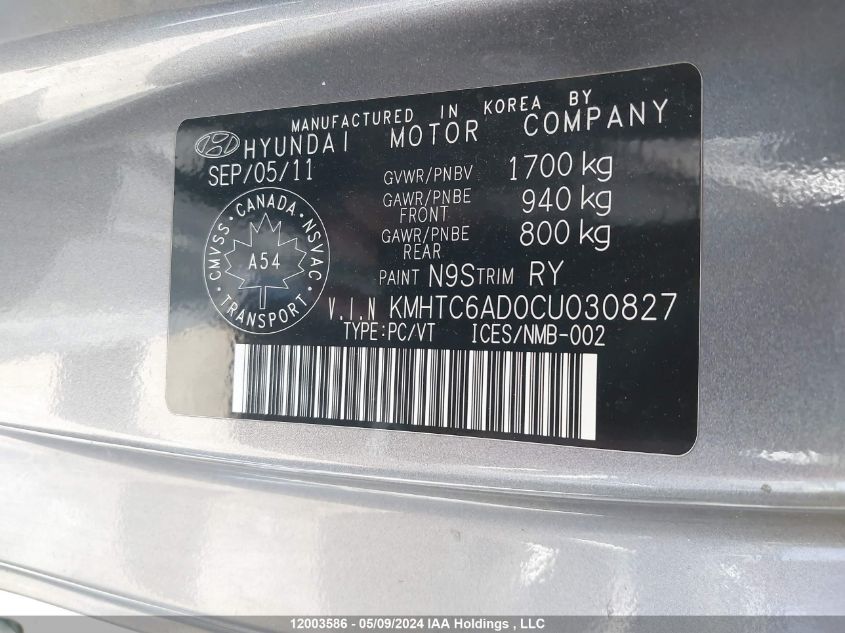 MANUFACTURED IN KOREA BY
HYUNDAI MOTOR COMPANY
SEP/05/11
GVWR/PNBV 1700 kg
GAWR/PNBE FRONT 940 kg
GAWR/PNBE REAR 800 kg
CMVSS · CANADA · NSVAC · TRANSPORT ·
A54
PAINT N9S TRIM RY
V.I.N KMHTC6AD0CU030827
TYPE:PC/VT ICES/NMB-002
12003586 - 05/09/2024 IAA Holdings , LLC